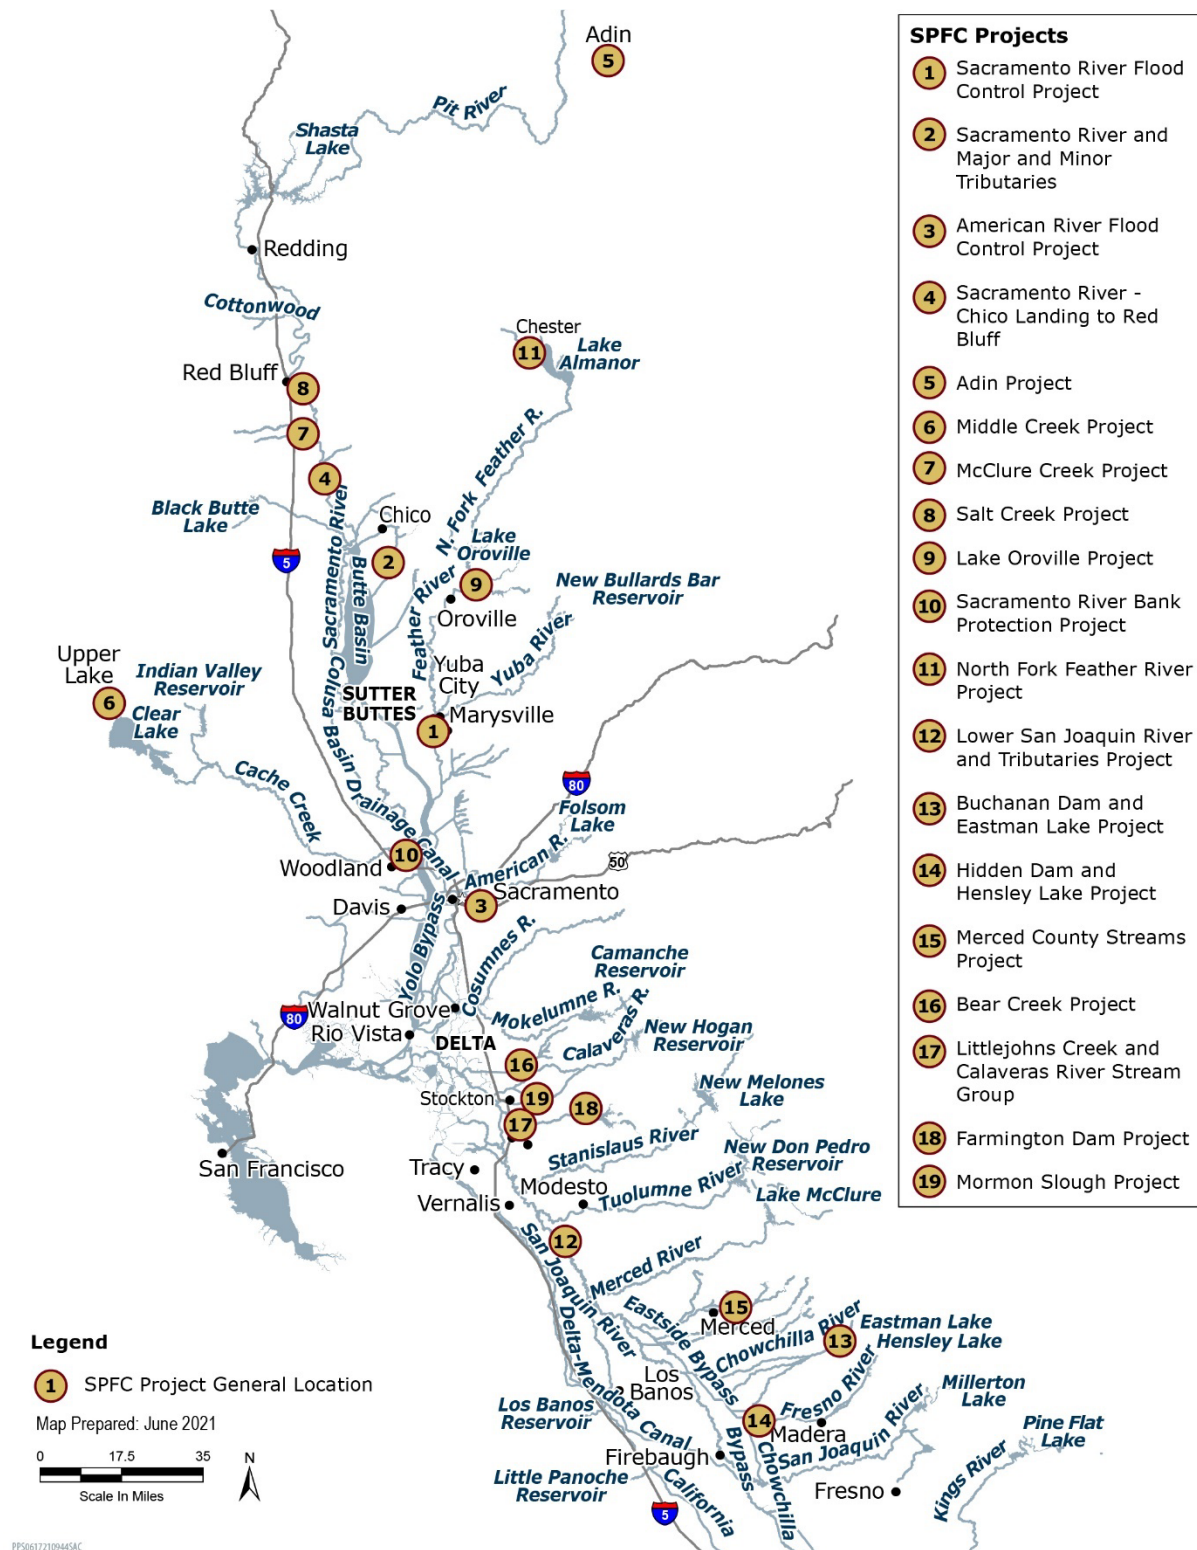 Adin
5
Pit River
Shasta
Lake
Redding
Cottonwood
Chester
11
Lake
Almanor
Red Bluff
8
7
N. Fork Feather R.
4
Black Butte
Lake
Sacramento River
Chico
2
5
Butte Basin
Lake
Oroville
9
Feather River
Oroville
New Bullards Bar
Reservoir
Yuba River
Upper
Lake
6
Indian Valley
Reservoir
Clear
Lake
Yuba
City
SUTTER
BUTTES
Marysville
1
Colusa Basin Drainage Canal
Cache Creek
80
Folsom
Lake
Woodland
10
American R.
50
Sacramento
3
Davis
Yolo Bypass
Cosumnes R.
Camanche
Reservoir
80
Walnut Grove
Rio Vista
Mokelumne R.
DELTA
Calaveras R.
New Hogan
Reservoir
16
Stockton
19
18
17
New Melones
Lake
Stanislaus River
New Don Pedro
Reservoir
San Francisco
Tracy
Modesto
Vernalis
Tuolumne River
Lake McClure
12
San Joaquin River
Merced River
15
Merced
Eastside Bypass
Chowchilla River
13
Eastman Lake
Hensley Lake
Delta-Mendota Canal
Los
Banos
Los Banos
Reservoir
14
Fresno River
Madera
Millerton
Lake
San Joaquin River
Firebaugh
Chowchilla
Bypass
Little Panoche
Reservoir
California
5
Fresno
Kings River
Pine Flat
Lake
SPFC Projects
1 Sacramento River Flood
Control Project
2 Sacramento River and
Major and Minor
Tributaries
3 American River Flood
Control Project
4 Sacramento River -
Chico Landing to Red
Bluff
5 Adin Project
6 Middle Creek Project
7 McClure Creek Project
8 Salt Creek Project
9 Lake Oroville Project
10 Sacramento River Bank
Protection Project
11 North Fork Feather River
Project
12 Lower San Joaquin River
and Tributaries Project
13 Buchanan Dam and
Eastman Lake Project
14 Hidden Dam and
Hensley Lake Project
15 Merced County Streams
Project
16 Bear Creek Project
17 Littlejohns Creek and
Calaveras River Stream
Group
18 Farmington Dam Project
19 Mormon Slough Project
Legend
1 SPFC Project General Location
Map Prepared: June 2021
0 17.5 35
Scale In Miles
N
PPS0617210944SAC